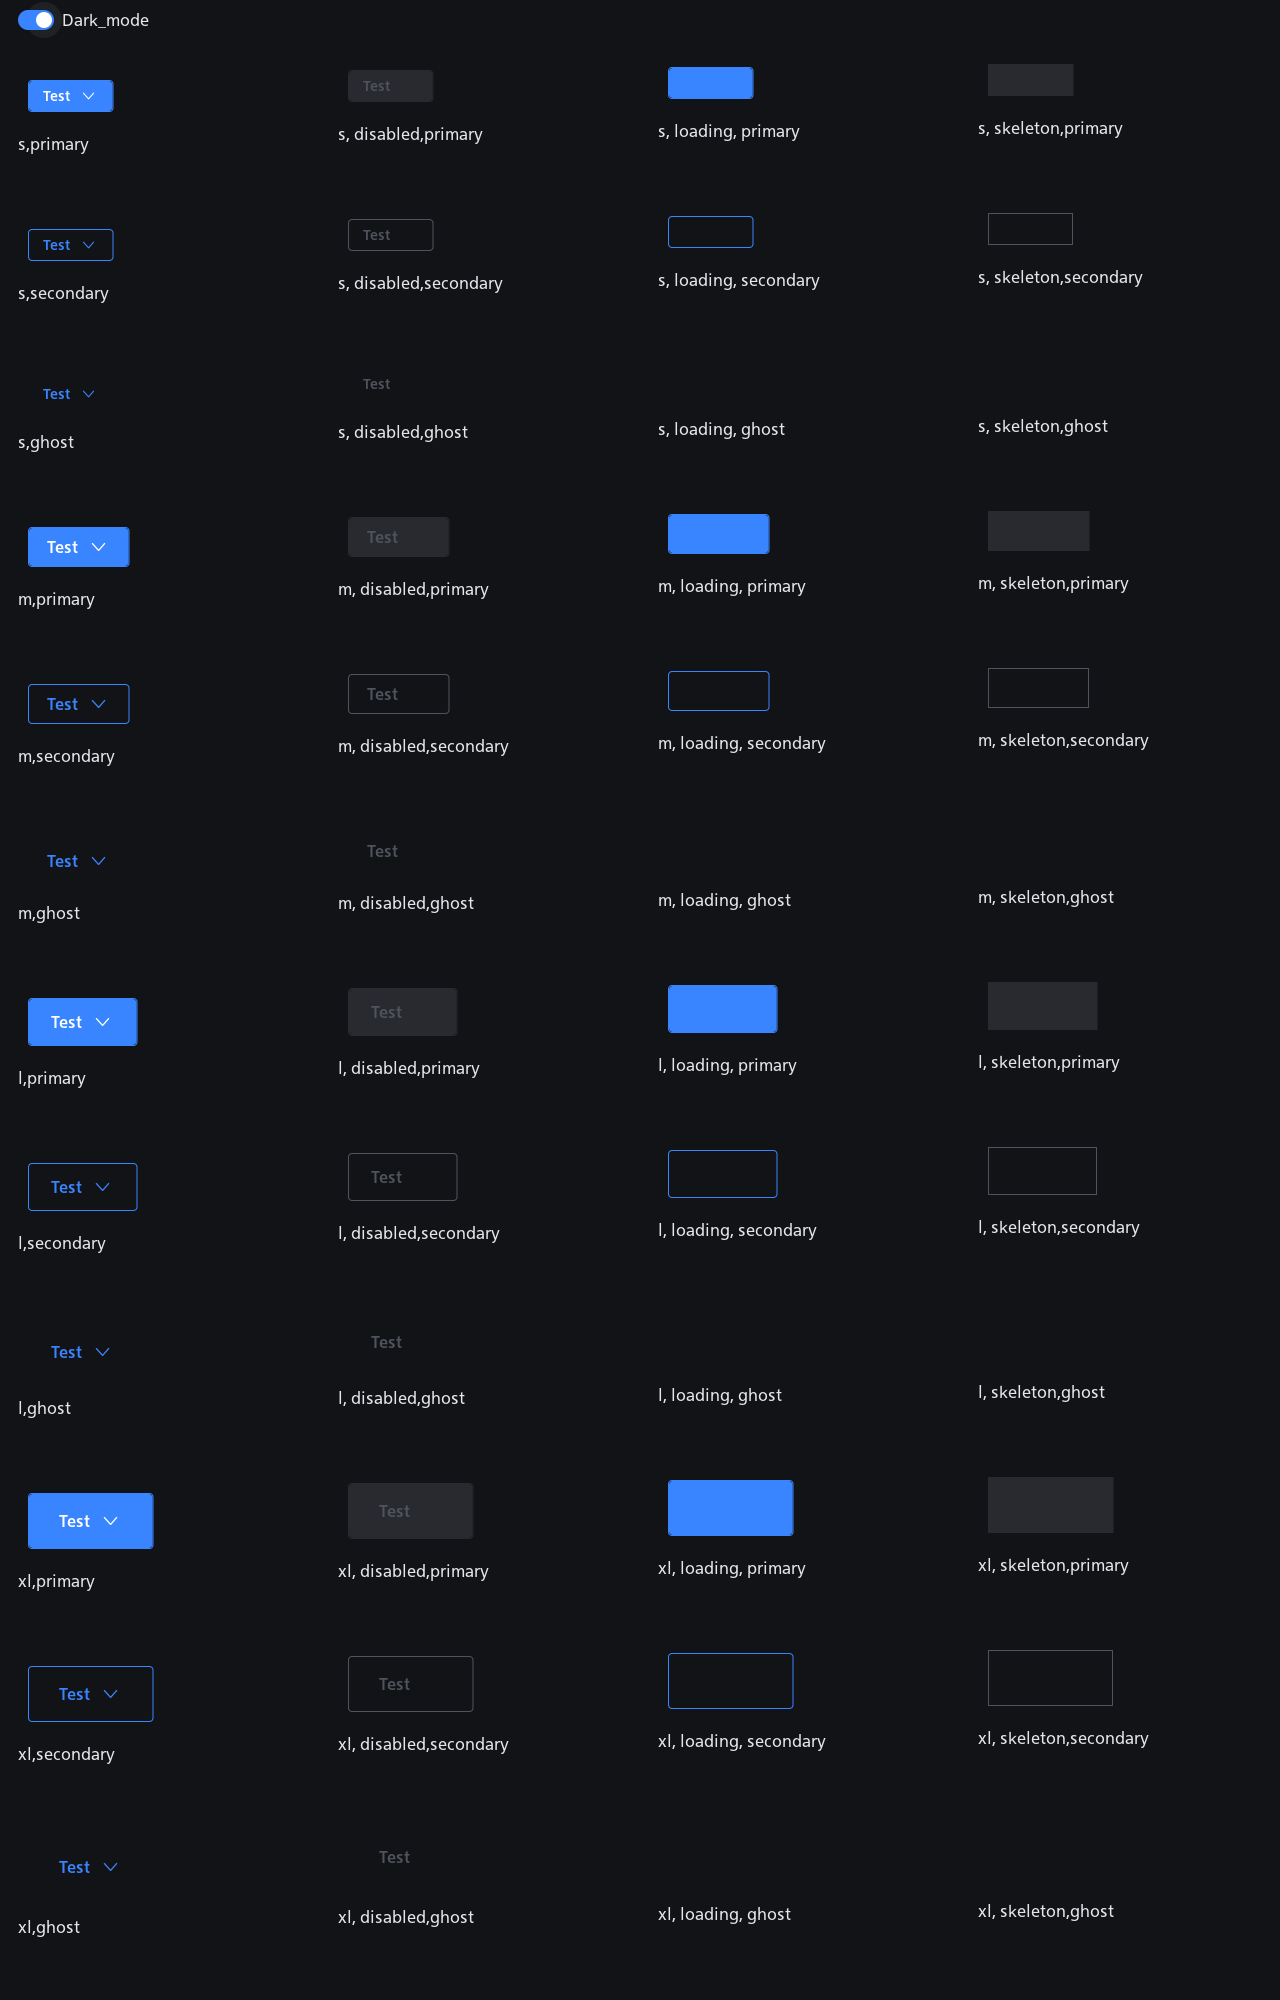 Dark_mode
Test
s,primary
Test
s, disabled,primary
s, loading, primary
s, skeleton,primary
Test
s,secondary
Test
s, disabled,secondary
s, loading, secondary
s, skeleton,secondary
Test
s,ghost
Test
s, disabled,ghost
s, loading, ghost
s, skeleton,ghost
Test
m,primary
Test
m, disabled,primary
m, loading, primary
m, skeleton,primary
Test
m,secondary
Test
m, disabled,secondary
m, loading, secondary
m, skeleton,secondary
Test
m,ghost
Test
m, disabled,ghost
m, loading, ghost
m, skeleton,ghost
Test
l,primary
Test
l, disabled,primary
l, loading, primary
l, skeleton,primary
Test
l,secondary
Test
l, disabled,secondary
l, loading, secondary
l, skeleton,secondary
Test
l,ghost
Test
l, disabled,ghost
l, loading, ghost
l, skeleton,ghost
Test
xl,primary
Test
xl, disabled,primary
xl, loading, primary
xl, skeleton,primary
Test
xl,secondary
Test
xl, disabled,secondary
xl, loading, secondary
xl, skeleton,secondary
Test
xl,ghost
Test
xl, disabled,ghost
xl, loading, ghost
xl, skeleton,ghost